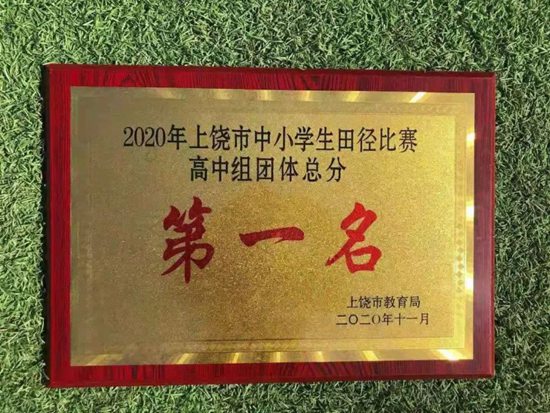 2020年上饶市中小学生田径比赛
高中组团体总分
第一名
上饶市教育局
二〇二〇年十一月